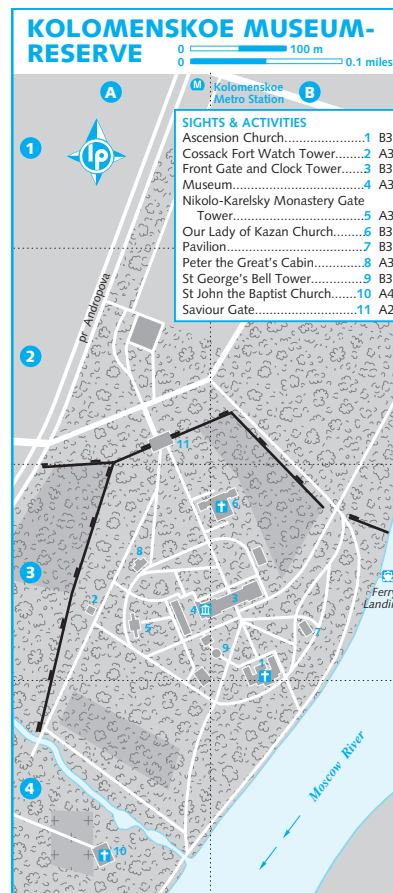 KOLOMENSKOE MUSEUM-
RESERVE
0 100 m
0 0.1 miles
A
M
Kolomenskoe
Metro Station
B
1
lp
SIGHTS & ACTIVITIES
Ascension Church.....................1 B3
Cossack Fort Watch Tower........2 A3
Front Gate and Clock Tower......3 B3
Museum..................................4 A3
Nikolo-Karelsky Monastery Gate
Tower...................................5 A3
Our Lady of Kazan Church........6 B3
Pavilion....................................7 B3
Peter the Great's Cabin.............8 A3
St George's Bell Tower..............9 B3
St John the Baptist Church......10 A4
Saviour Gate..........................11 A2
pr Andropova
2
11
6
3
8
Ferry
Landing
2
4
3
5
7
9
1
4
Moscow River
10